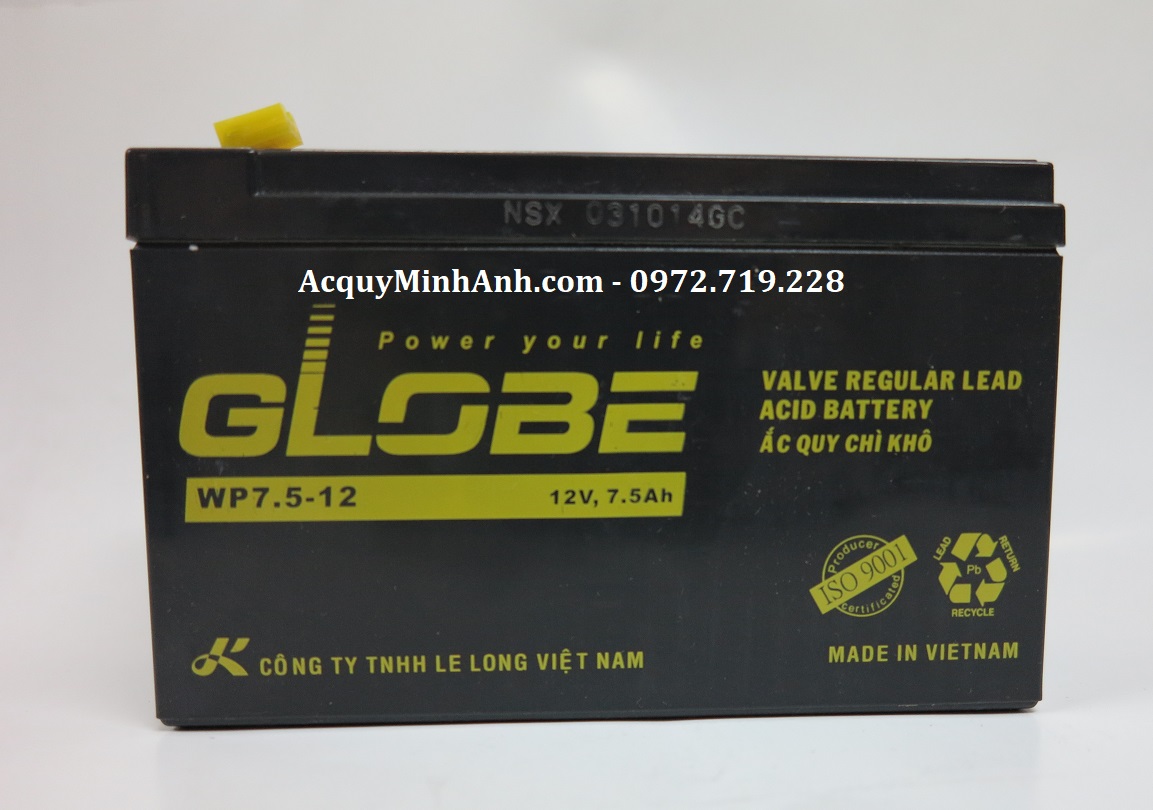 NSX 031014GC
AcquyMinhAnh.com - 0972.719.228
Power your life
GLOBE
WP7.5-12
12V, 7.5Ah
VALVE REGULAR LEAD
ACID BATTERY
ẮC QUY CHÌ KHÔ
Producer
ISO 9001
certificated
LEAD
RETURN
Pb
RECYCLE
CÔNG TY TNHH LE LONG VIỆT NAM
MADE IN VIETNAM